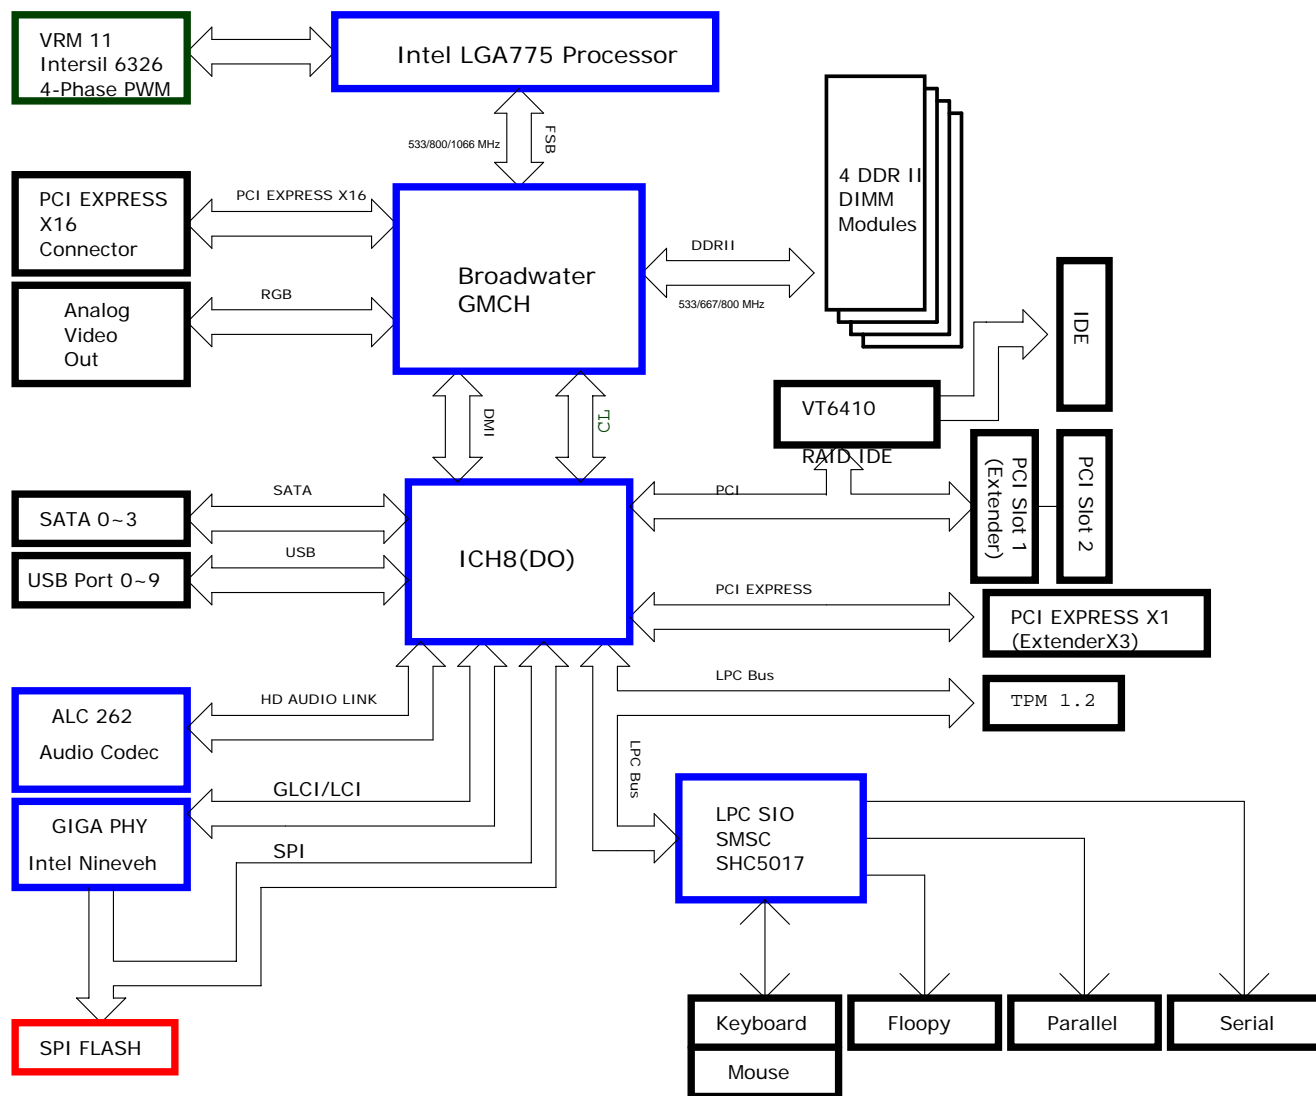 VRM 11
Intersil 6326
4-Phase PWM
Intel LGA775 Processor
533/800/1066 MHz
FSB
PCI EXPRESS
X16
Connector
PCI EXPRESS X16
Analog
Video
Out
RGB
Broadwater
GMCH
DDRII
533/667/800 MHz
4 DDR II
DIMM
Modules
IDE
VT6410
RAID IDE
DMI
CL
SATA 0~3
SATA
USB Port 0~9
USB
ICH8(DO)
PCI
PCI Slot 1
(Extender)
PCI Slot 2
PCI EXPRESS
PCI EXPRESS X1
(ExtenderX3)
LPC Bus
TPM 1.2
ALC 262
Audio Codec
HD AUDIO LINK
GIGA PHY
Intel Nineveh
GLCI/LCI
SPI
LPC Bus
LPC SIO
SMSC
SHC5017
SPI FLASH
Keyboard
Mouse
Floopy
Parallel
Serial